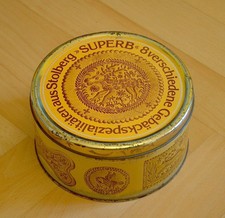 "SUPERB" 8 verschiedene Gebäckspezialitäten aus Stolberg